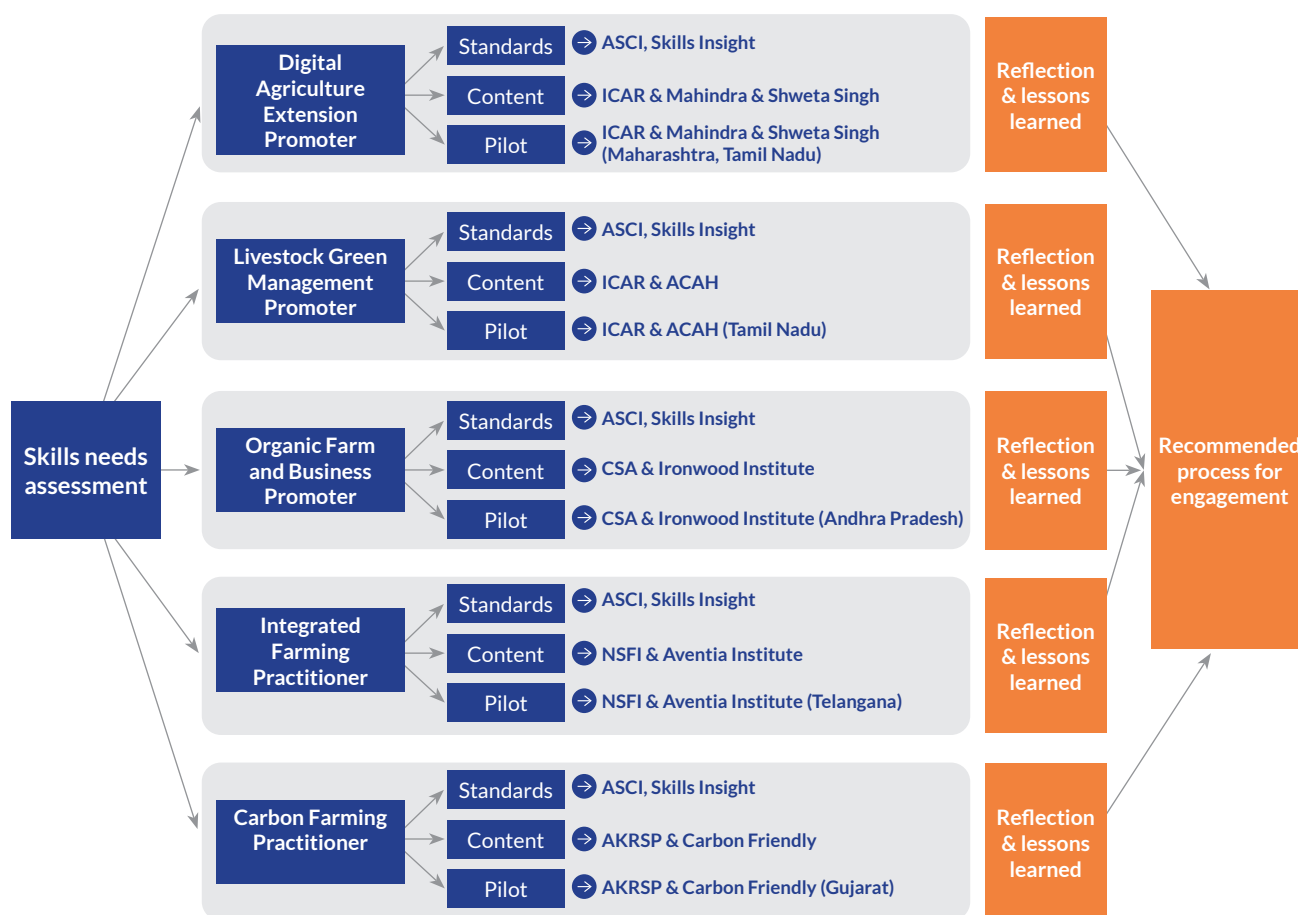 Skills needs
assessment
Digital
Agriculture
Extension
Promoter
Standards
ASCI, Skills Insight
Content
ICAR & Mahindra & Shweta Singh
Pilot
ICAR & Mahindra & Shweta Singh
(Maharashtra, Tamil Nadu)
Reflection
& lessons
learned
Livestock Green
Management
Promoter
Standards
ASCI, Skills Insight
Content
ICAR & ACAH
Pilot
ICAR & ACAH (Tamil Nadu)
Reflection
& lessons
learned
Organic Farm
and Business
Promoter
Standards
ASCI, Skills Insight
Content
CSA & Ironwood Institute
Pilot
CSA & Ironwood Institute (Andhra Pradesh)
Reflection
& lessons
learned
Integrated
Farming
Practitioner
Standards
ASCI, Skills Insight
Content
NSFI & Aventia Institute
Pilot
NSFI & Aventia Institute (Telangana)
Reflection
& lessons
learned
Carbon Farming
Practitioner
Standards
ASCI, Skills Insight
Content
AKRSP & Carbon Friendly
Pilot
AKRSP & Carbon Friendly (Gujarat)
Reflection
& lessons
learned
Recommended
process for
engagement